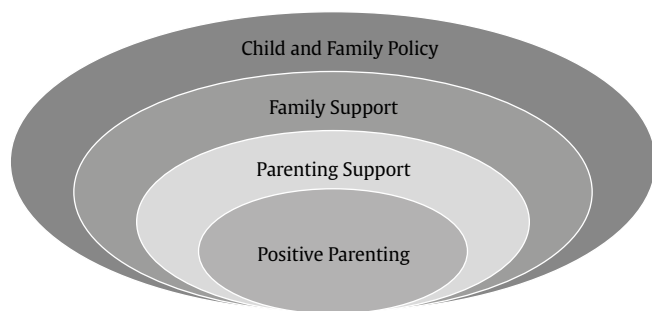 Child and Family Policy
Family Support
Parenting Support
Positive Parenting